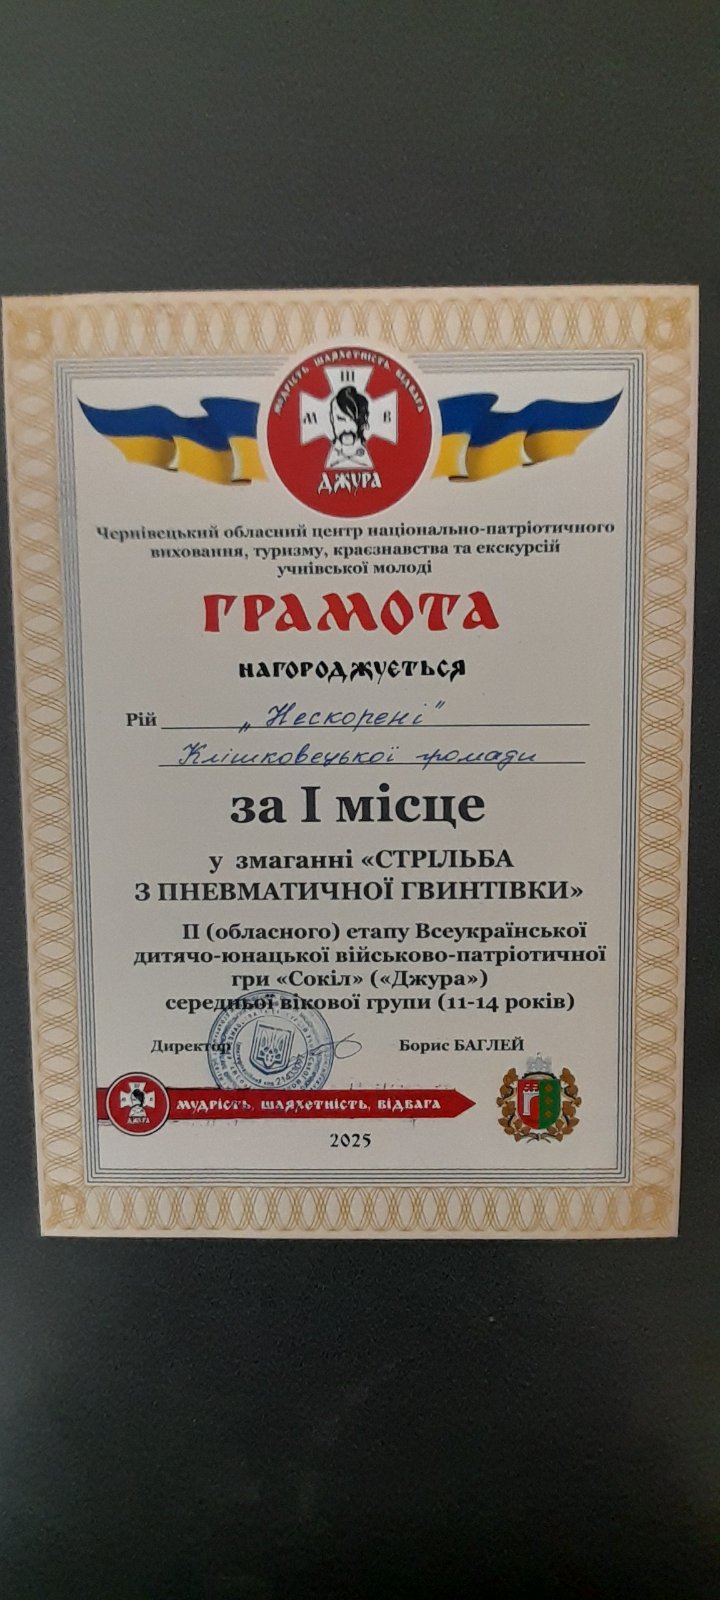 МУДРІСТЬ, ШЛЯХЕТНІСТЬ, ВІДВАГА
Ш
М В
ДЖУРА
Чернівецький обласний центр національно-патріотичного
виховання, туризму, краєзнавства та екскурсій
учнівської молоді
ГРАМОТА
НАГОРОДЖУЄТЬСЯ
Рій „Нескорені"
Клішковецької громади
за І місце
у змаганні «СТРІЛЬБА
З ПНЕВМАТИЧНОЇ ГВИНТІВКИ»
ІІ (обласного) етапу Всеукраїнської
дитячо-юнацької військово-патріотичної
гри «Сокіл» («Джура»)
середньої вікової групи (11-14 років)
Директор Борис БАГЛЕЙ
ДЖУРА
МУДРІСТЬ, ШЛЯХЕТНІСТЬ, ВІДВАГА
2025